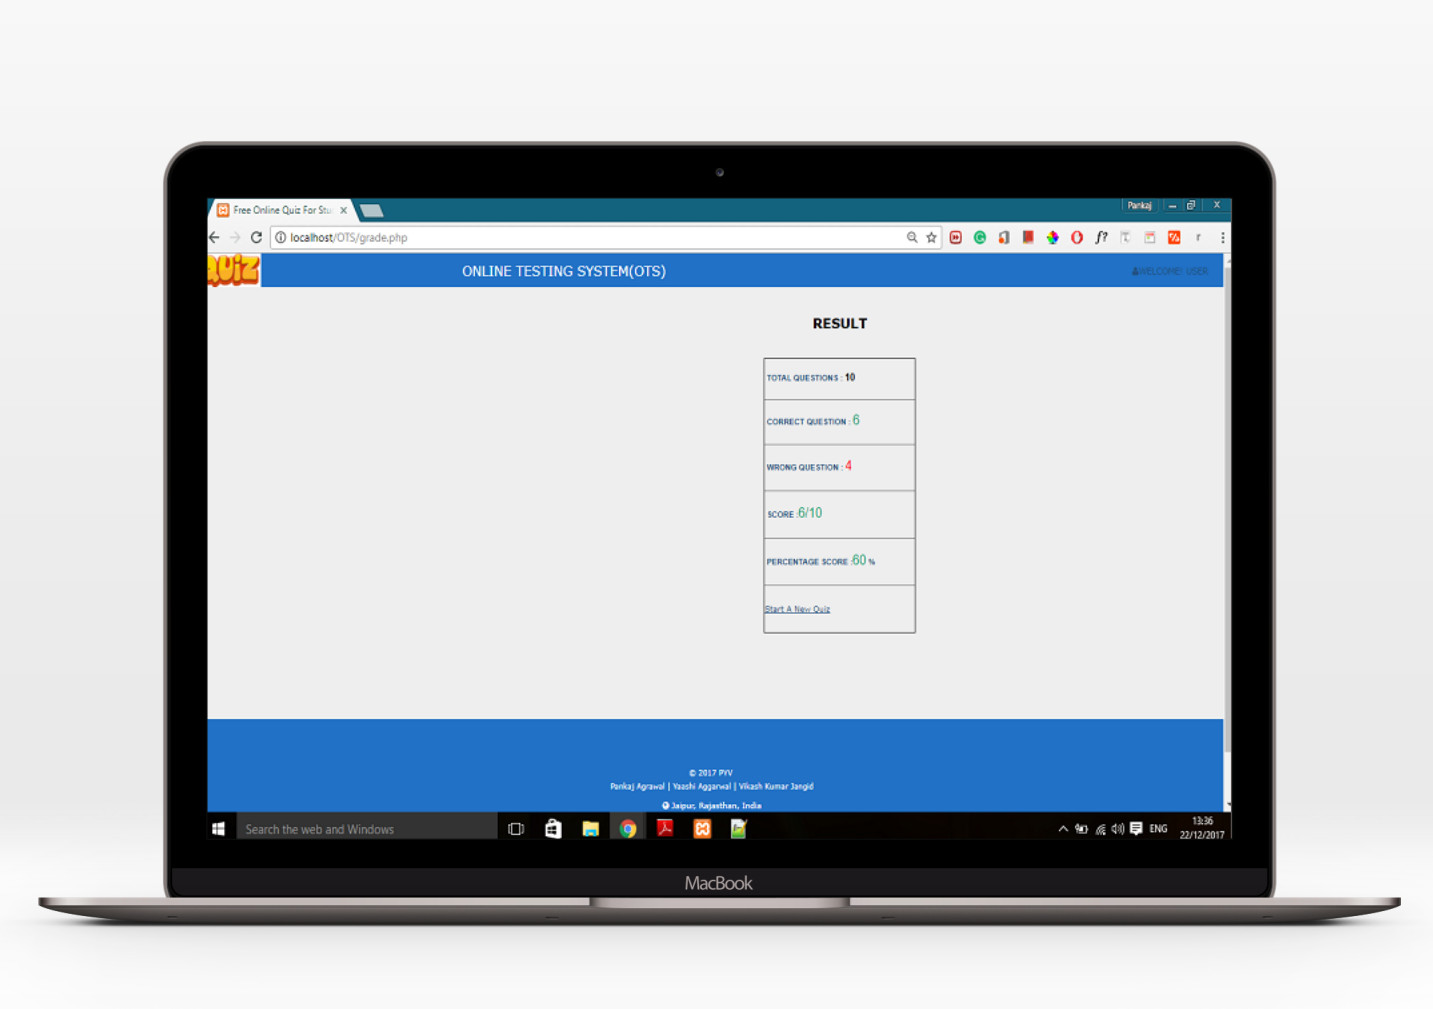 Free Online Quiz For Stu
Pankaj
localhost/OTS/grade.php
f?
QUIZ
ONLINE TESTING SYSTEM(OTS)
WELCOME! USER
RESULT
TOTAL QUESTIONS : 10
CORRECT QUESTION : 6
WRONG QUESTION : 4
SCORE :6/10
PERCENTAGE SCORE :60 %
Start A New Quiz
© 2017 PYV
Pankaj Agrawal | Yaashi Aggarwal | Vikash Kumar Jangid
Jaipur, Rajasthan, India
Search the web and Windows
ENG
13:36
22/12/2017
MacBook